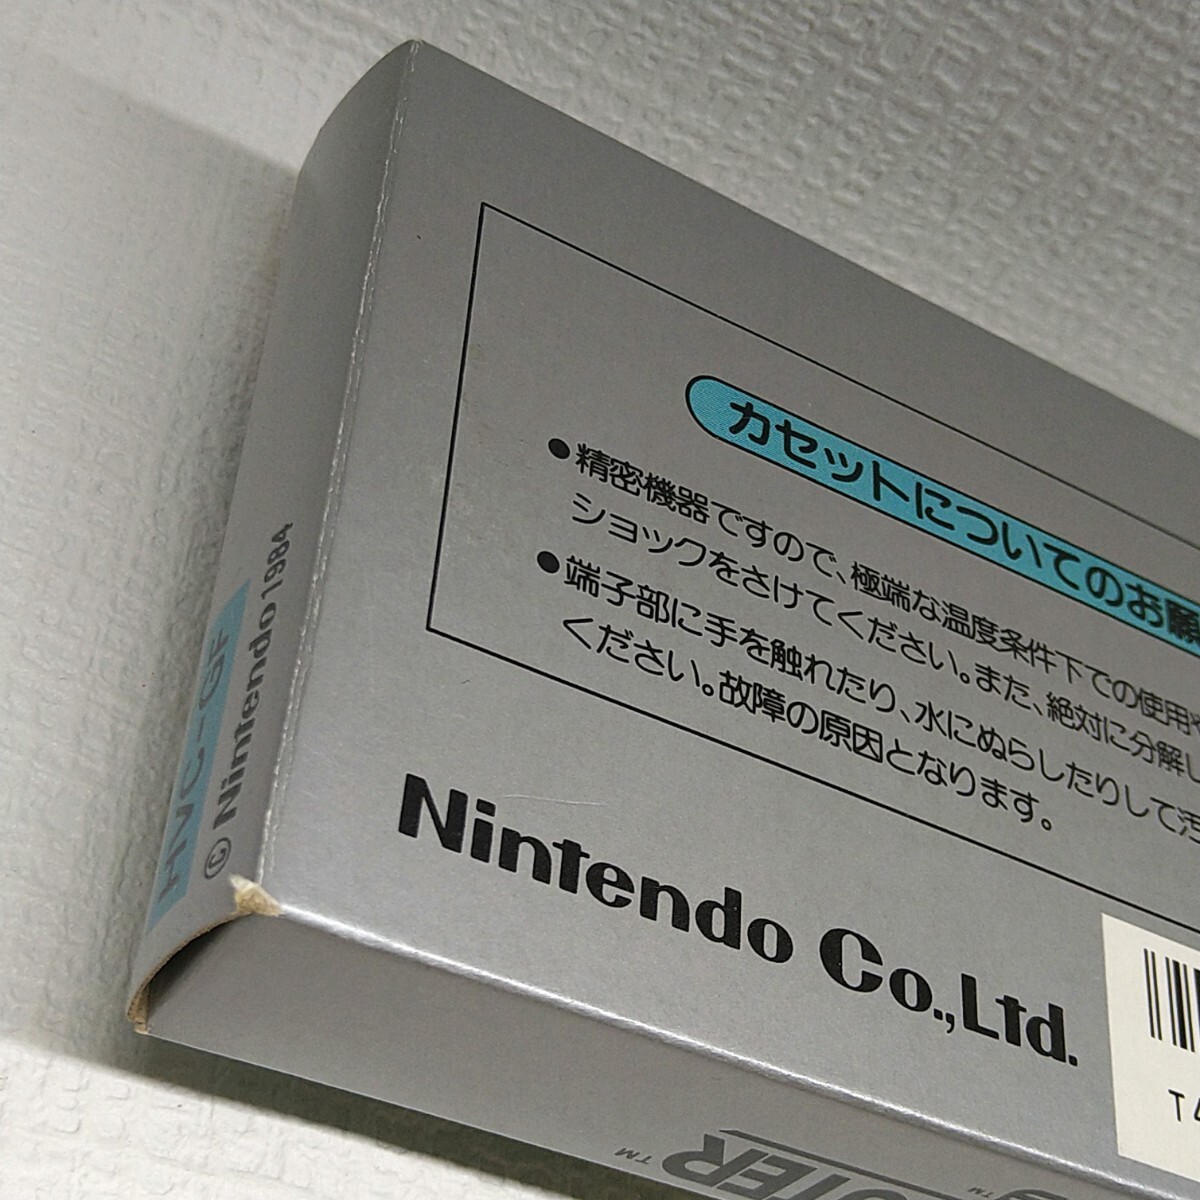 カセットについてのお願
●精密機器ですので、極端な温度条件下での使用や
ショックをさけてください。また、絶対に分解し
●端子部に手を触れたり、水にぬらしたりして汚
ください。故障の原因となります。
Nintendo Co.,Ltd.
HVC-GF
© Nintendo 1984
T4
TM